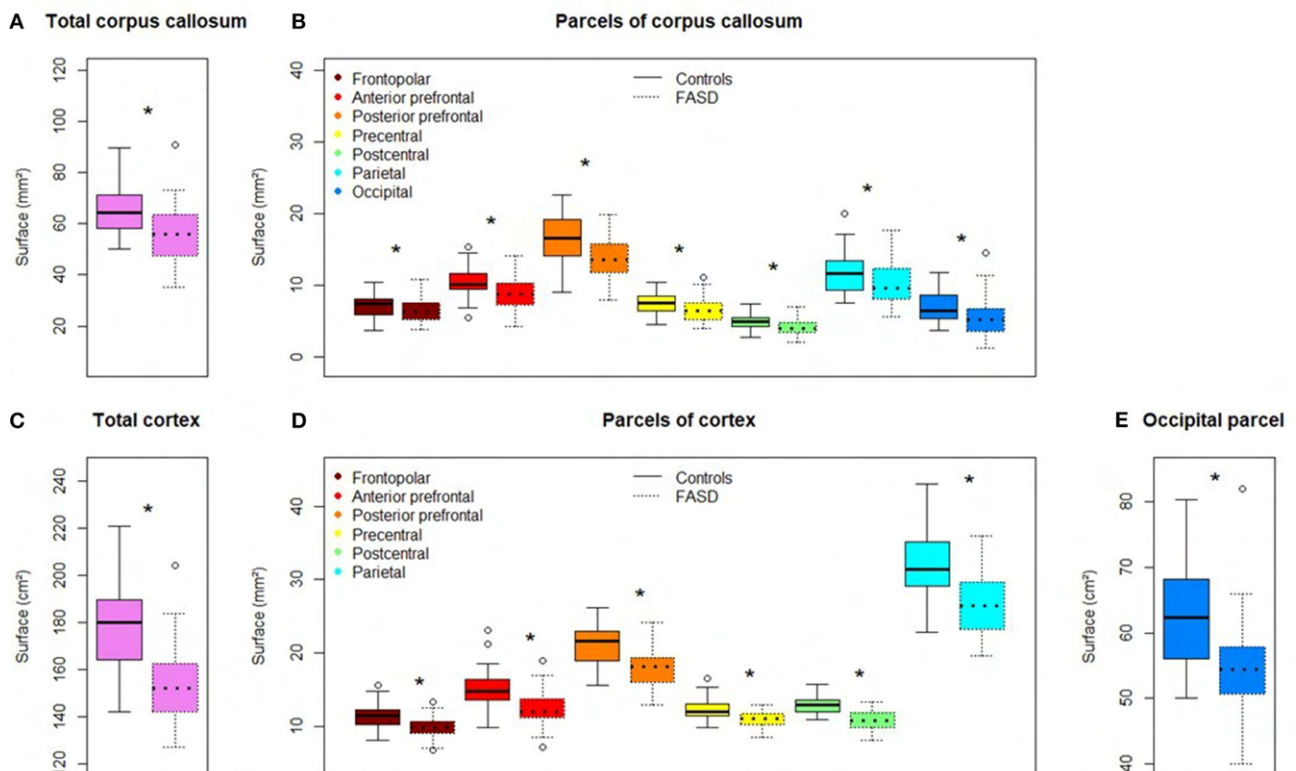 A Total corpus callosum
B Parcels of corpus callosum
Surface (mm²)
120
100
80
60
40
20
*
Surface (mm²)
40
30
20
10
0
Frontopolar
Anterior prefrontal
Posterior prefrontal
Precentral
Postcentral
Parietal
Occipital
Controls
FASD
*
*
*
*
*
*
*
C Total cortex
D Parcels of cortex
E Occipital parcel
Surface (cm²)
240
220
200
180
160
140
120
*
Surface (mm²)
40
30
20
10
Frontopolar
Anterior prefrontal
Posterior prefrontal
Precentral
Postcentral
Parietal
Controls
FASD
*
*
*
*
*
*
Surface (cm²)
80
70
60
50
40
*